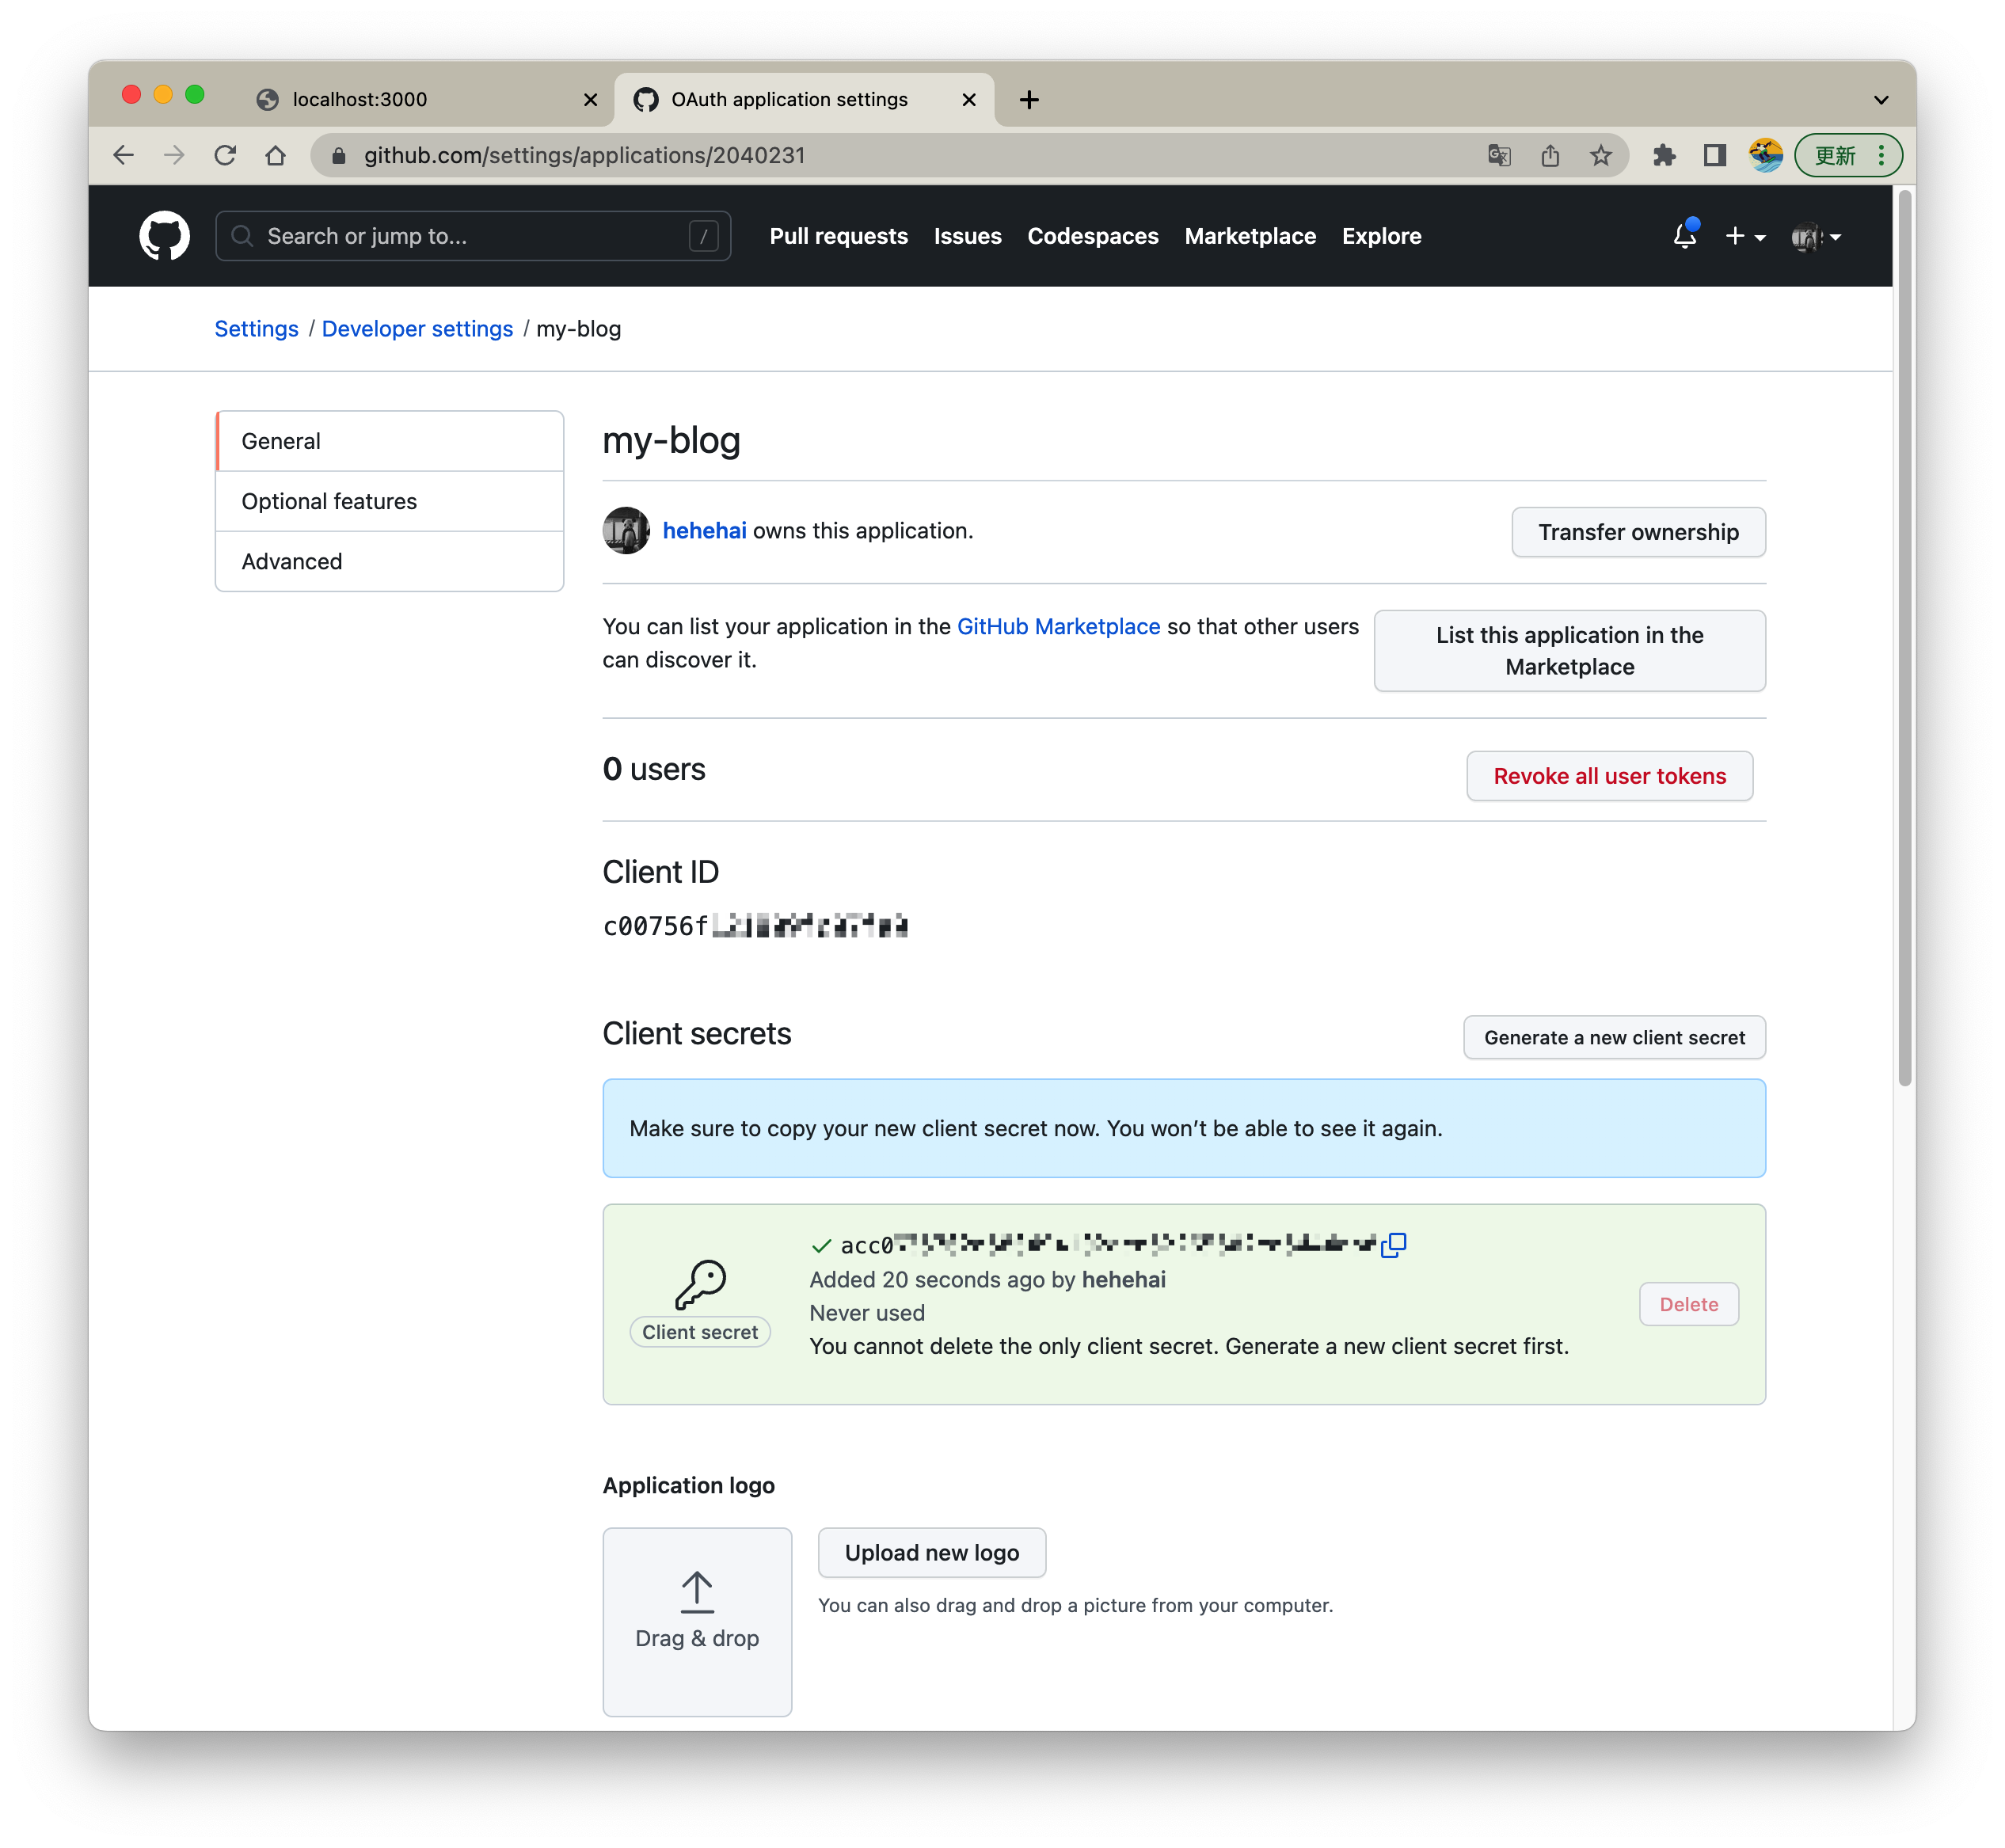 localhost:3000
OAuth application settings
github.com/settings/applications/2040231
更新
Search or jump to...
/
Pull requests
Issues
Codespaces
Marketplace
Explore
Settings / Developer settings / my-blog
General
Optional features
Advanced
my-blog
hehehai owns this application.
Transfer ownership
You can list your application in the GitHub Marketplace so that other users
can discover it.
List this application in the
Marketplace
0 users
Revoke all user tokens
Client ID
c00756f
Client secrets
Generate a new client secret
Make sure to copy your new client secret now. You won’t be able to see it again.
acc0
Added 20 seconds ago by hehehai
Never used
You cannot delete the only client secret. Generate a new client secret first.
Client secret
Delete
Application logo
Drag & drop
Upload new logo
You can also drag and drop a picture from your computer.